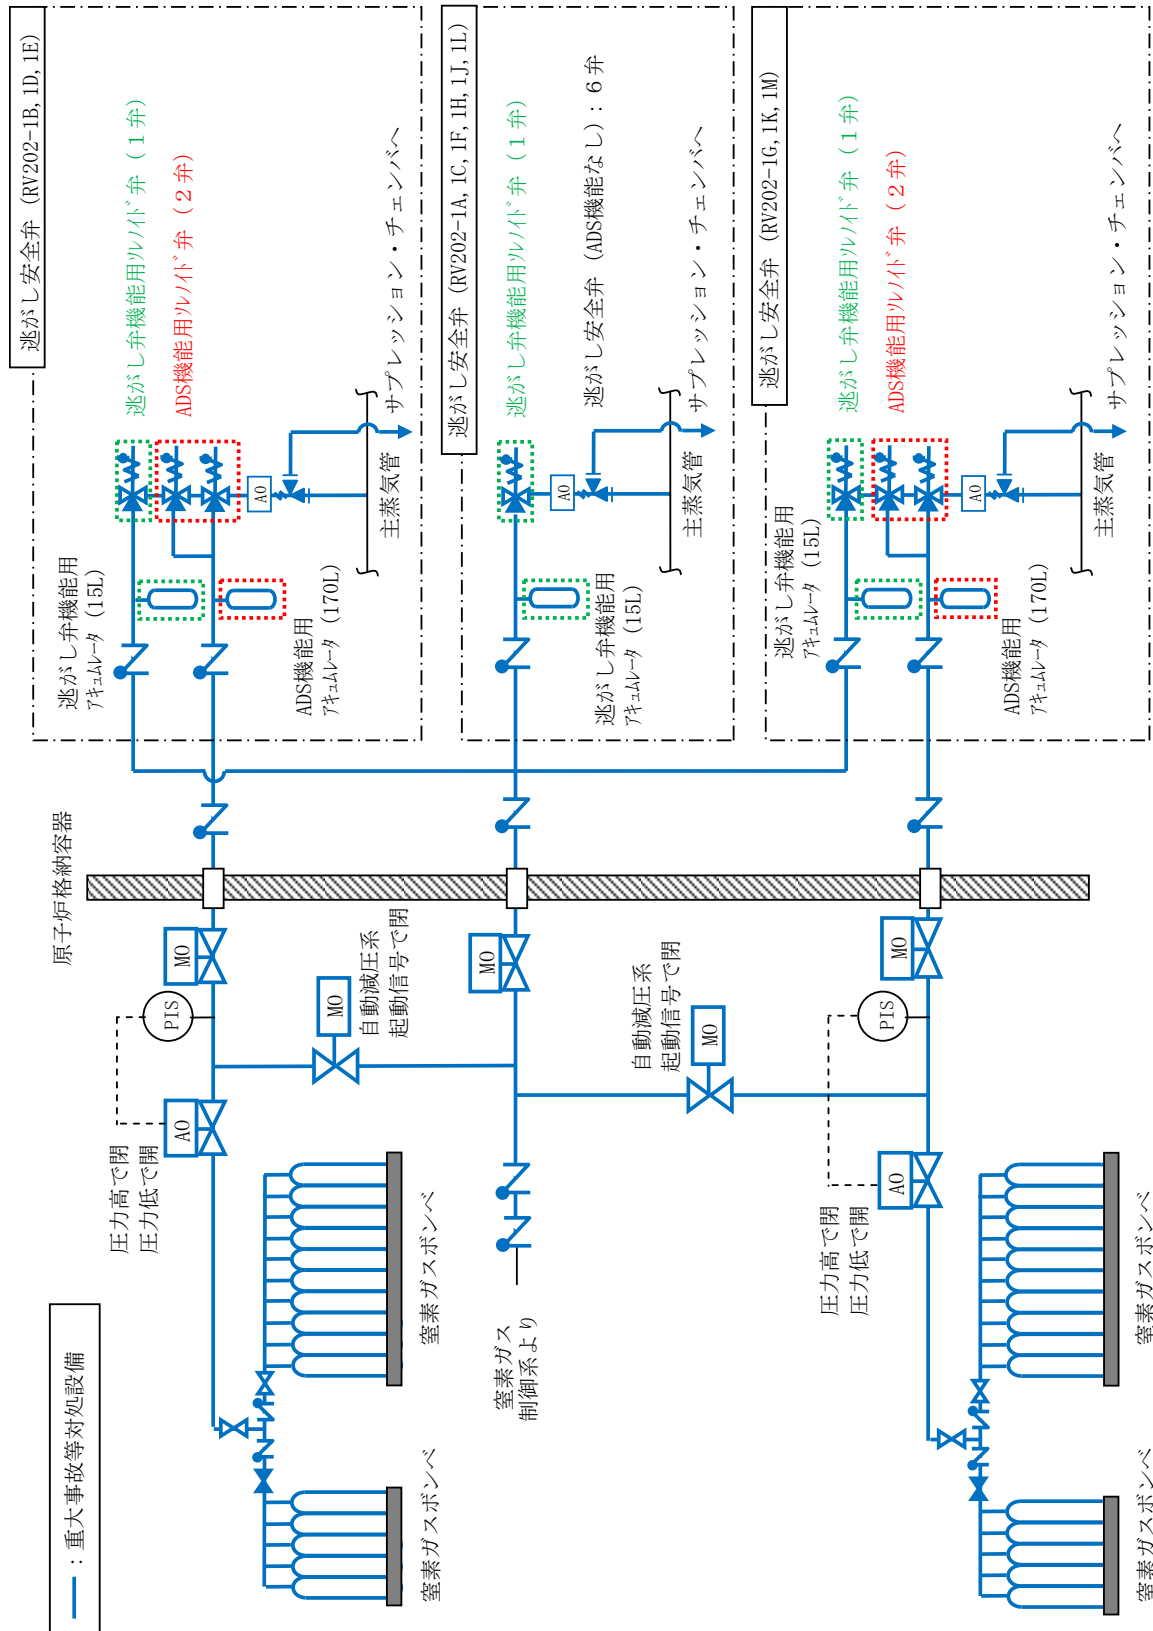 逃がし安全弁 (RV202-1B, 1D, 1E)
逃がし弁機能用ソレノイド弁（１弁）
ADS機能用ソレノイド弁（２弁）
サプレッション・チェンバへ
主蒸気管
AO
逃がし弁機能用
アキュムレータ (15L)
ADS機能用
アキュムレータ (170L)
逃がし安全弁 (RV202-1A, 1C, 1F, 1H, 1J, 1L)
逃がし弁機能用ソレノイド弁（１弁）
逃がし安全弁 (ADS機能なし)：６弁
サプレッション・チェンバへ
主蒸気管
AO
逃がし弁機能用
アキュムレータ (15L)
逃がし安全弁 (RV202-1G, 1K, 1M)
逃がし弁機能用ソレノイド弁（１弁）
ADS機能用ソレノイド弁（２弁）
サプレッション・チェンバへ
主蒸気管
AO
逃がし弁機能用
アキュムレータ (15L)
ADS機能用
アキュムレータ (170L)
原子炉格納容器
MO
PIS
MO
自動減圧系
起動信号で閉
AO
圧力高で閉
圧力低で開
MO
自動減圧系
起動信号で閉
MO
MO
PIS
AO
圧力高で閉
圧力低で開
窒素ガスボンベ
窒素ガス
制御系より
窒素ガスボンベ
窒素ガスボンベ
窒素ガスボンベ
：重大事故等対処設備